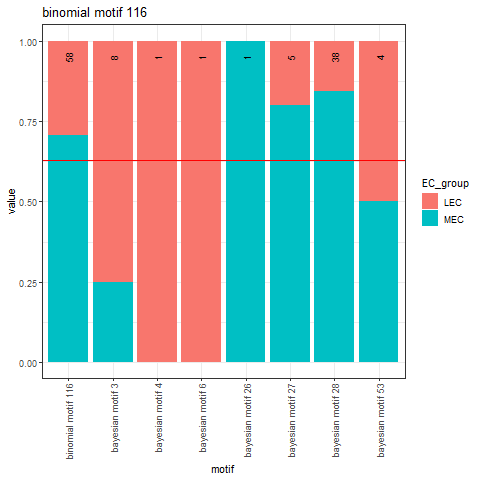 binomial motif 116
58 8 1 1 1 5 38 4
1.00
0.75
0.50
0.25
0.00
value
binomial motif 116
bayesian motif 3
bayesian motif 4
bayesian motif 6
bayesian motif 26
bayesian motif 27
bayesian motif 28
bayesian motif 53
motif
EC_group
LEC
MEC